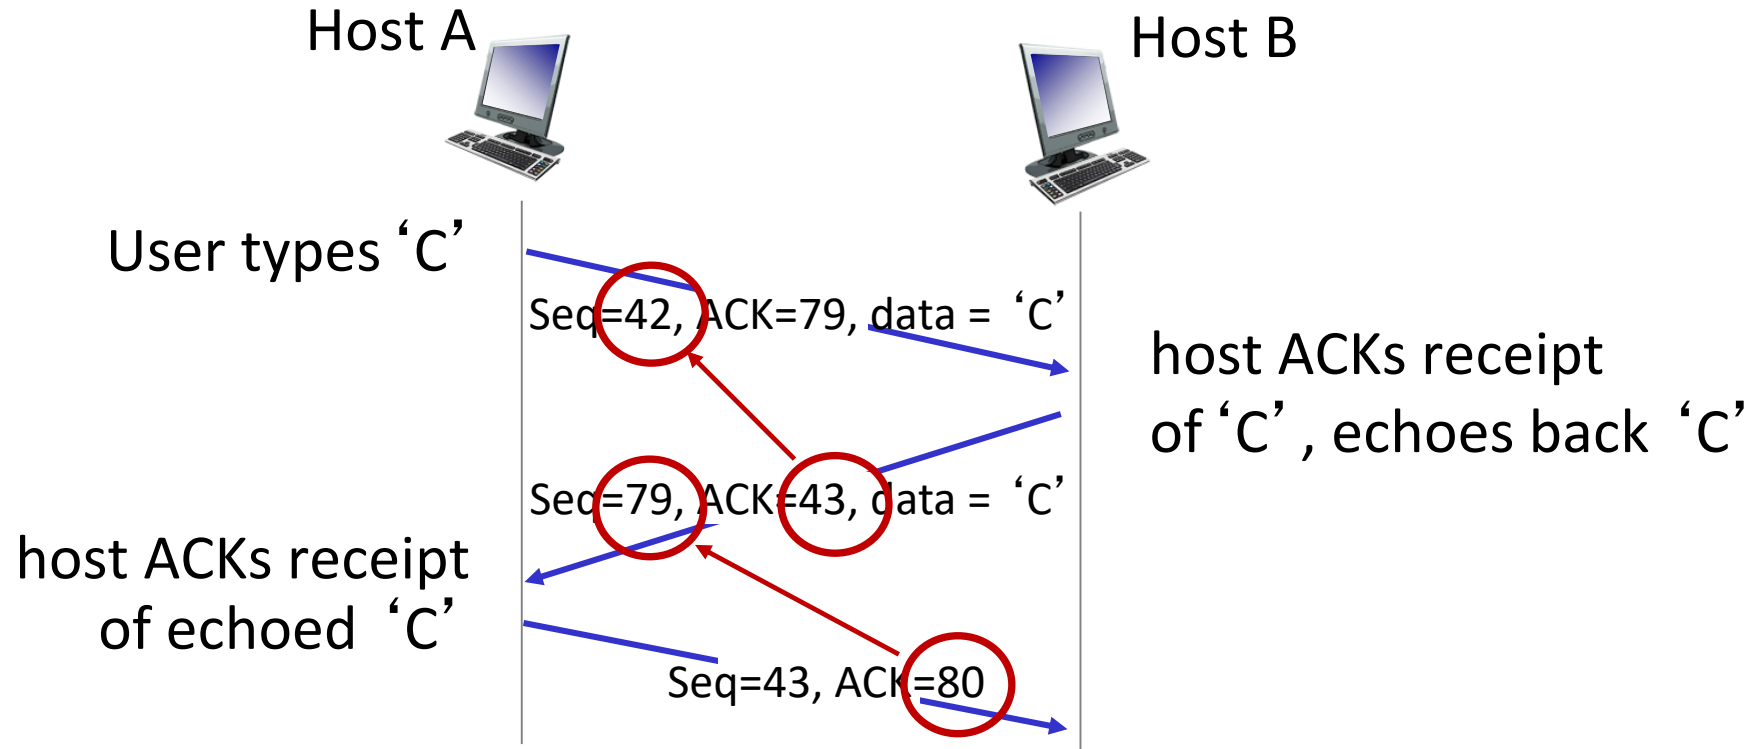 Host A
Host B
User types ‘C’
Seq=42, ACK=79, data = ‘C’
host ACKs receipt
of ‘C’, echoes back ‘C’
Seq=79, ACK=43, data = ‘C’
host ACKs receipt
of echoed ‘C’
Seq=43, ACK=80